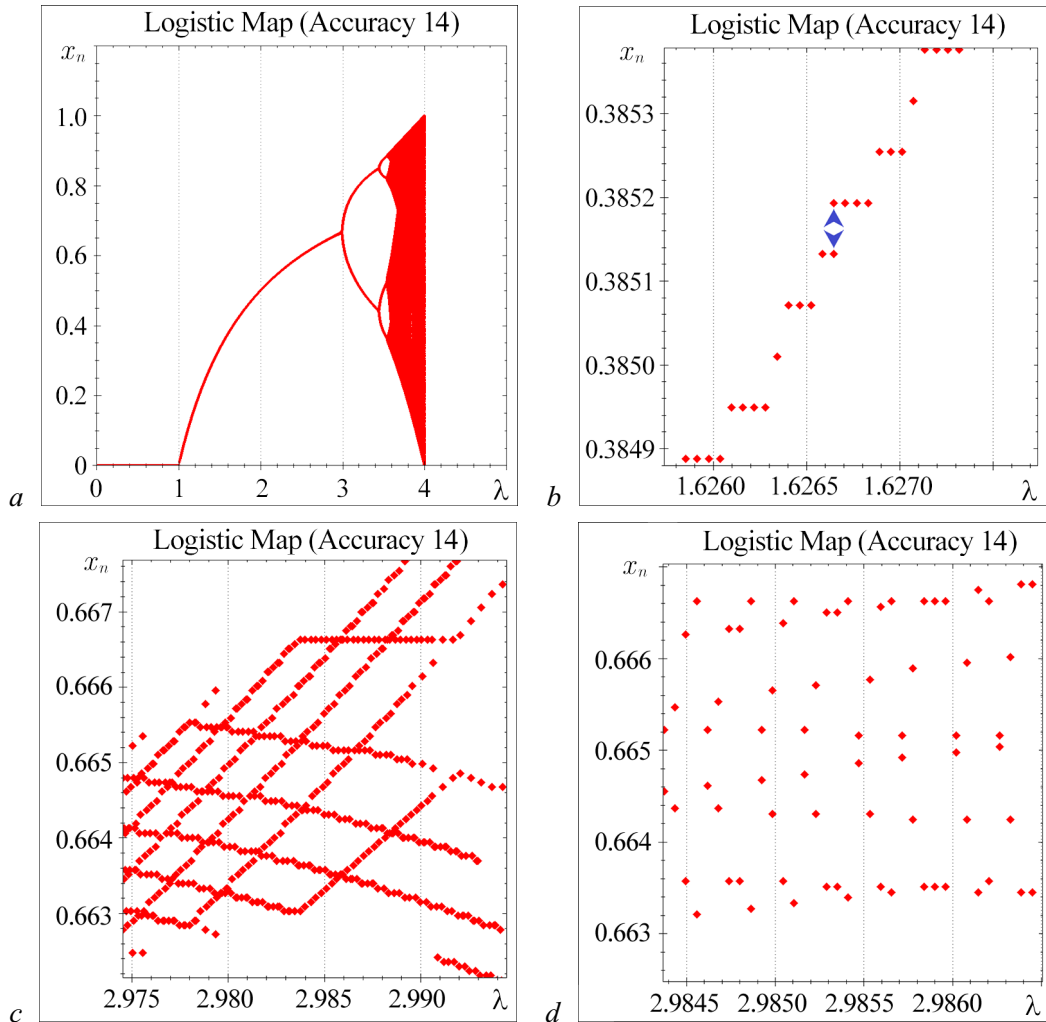 Logistic Map (Accuracy 14)
xₙ
1.0
0.8
0.6
0.4
0.2
0
0 1 2 3 4 λ
a
Logistic Map (Accuracy 14)
xₙ
0.3853
0.3852
0.3851
0.3850
0.3849
1.6260 1.6265 1.6270 λ
b
Logistic Map (Accuracy 14)
xₙ
0.667
0.666
0.665
0.664
0.663
2.975 2.980 2.985 2.990 λ
c
Logistic Map (Accuracy 14)
xₙ
0.666
0.665
0.664
0.663
2.9845 2.9850 2.9855 2.9860 λ
d